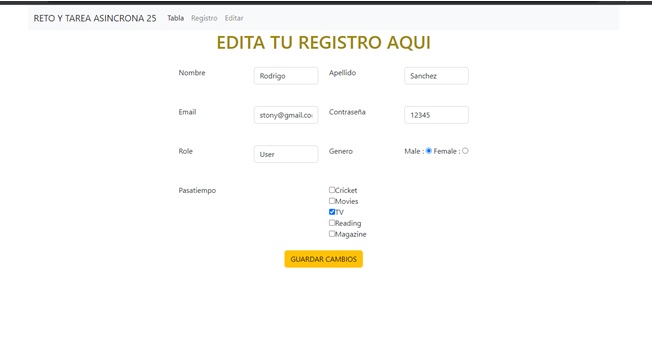 RETO Y TAREA ASINCRONA 25 Tabla Registro Editar
EDITA TU REGISTRO AQUI
Nombre Rodrigo Apellido Sanchez
Email stony@gmail.co Contraseña 12345
Role User Genero Male : Female :
Pasatiempo
Cricket
Movies
TV
Reading
Magazine
GUARDAR CAMBIOS